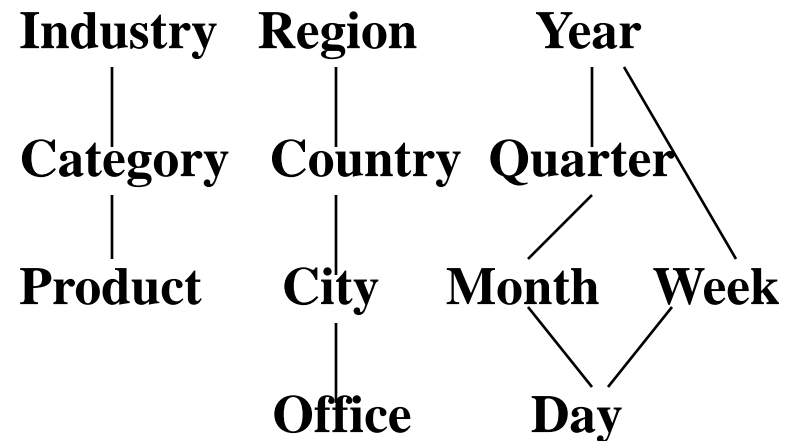 Industry Region Year
Category Country Quarter
Product City Month Week
Office Day